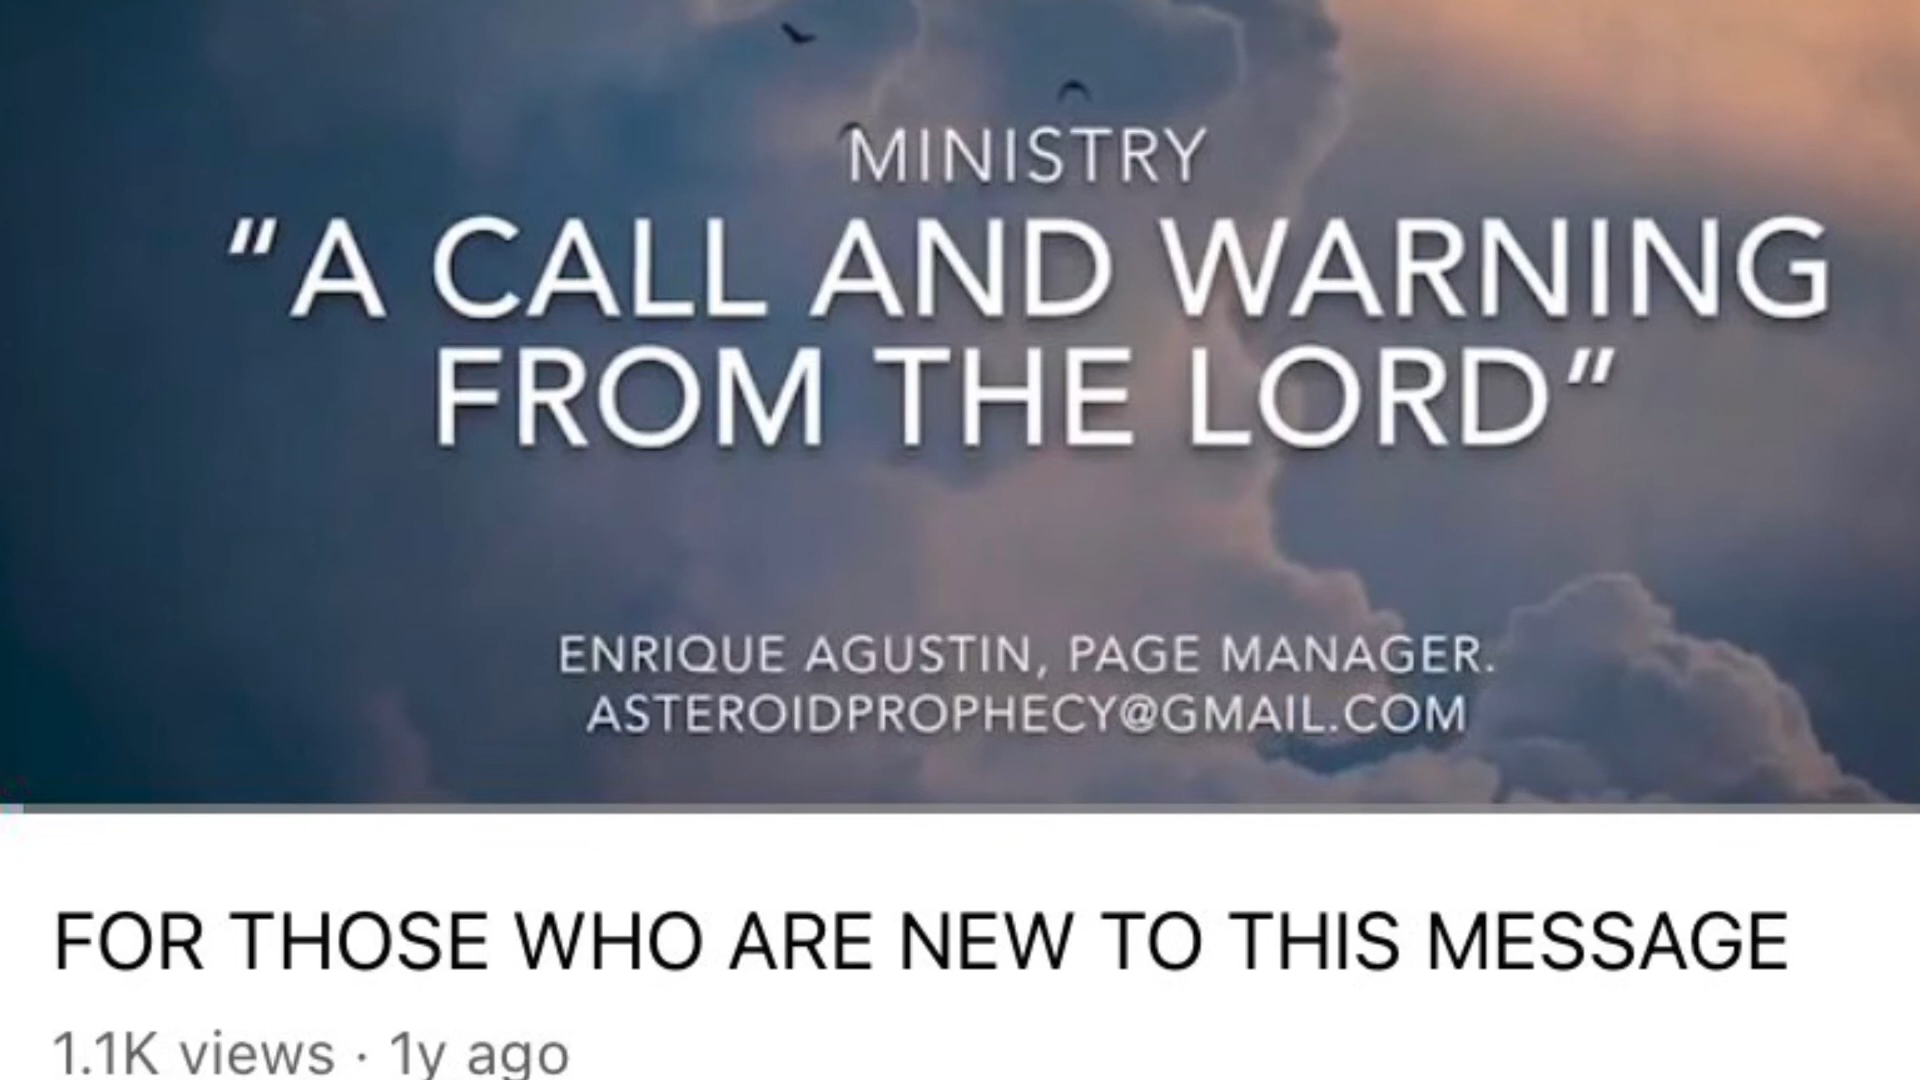 MINISTRY
"A CALL AND WARNING
FROM THE LORD"
ENRIQUE AGUSTIN, PAGE MANAGER.
ASTEROIDPROPHECY@GMAIL.COM
FOR THOSE WHO ARE NEW TO THIS MESSAGE
1.1K views · 1y ago